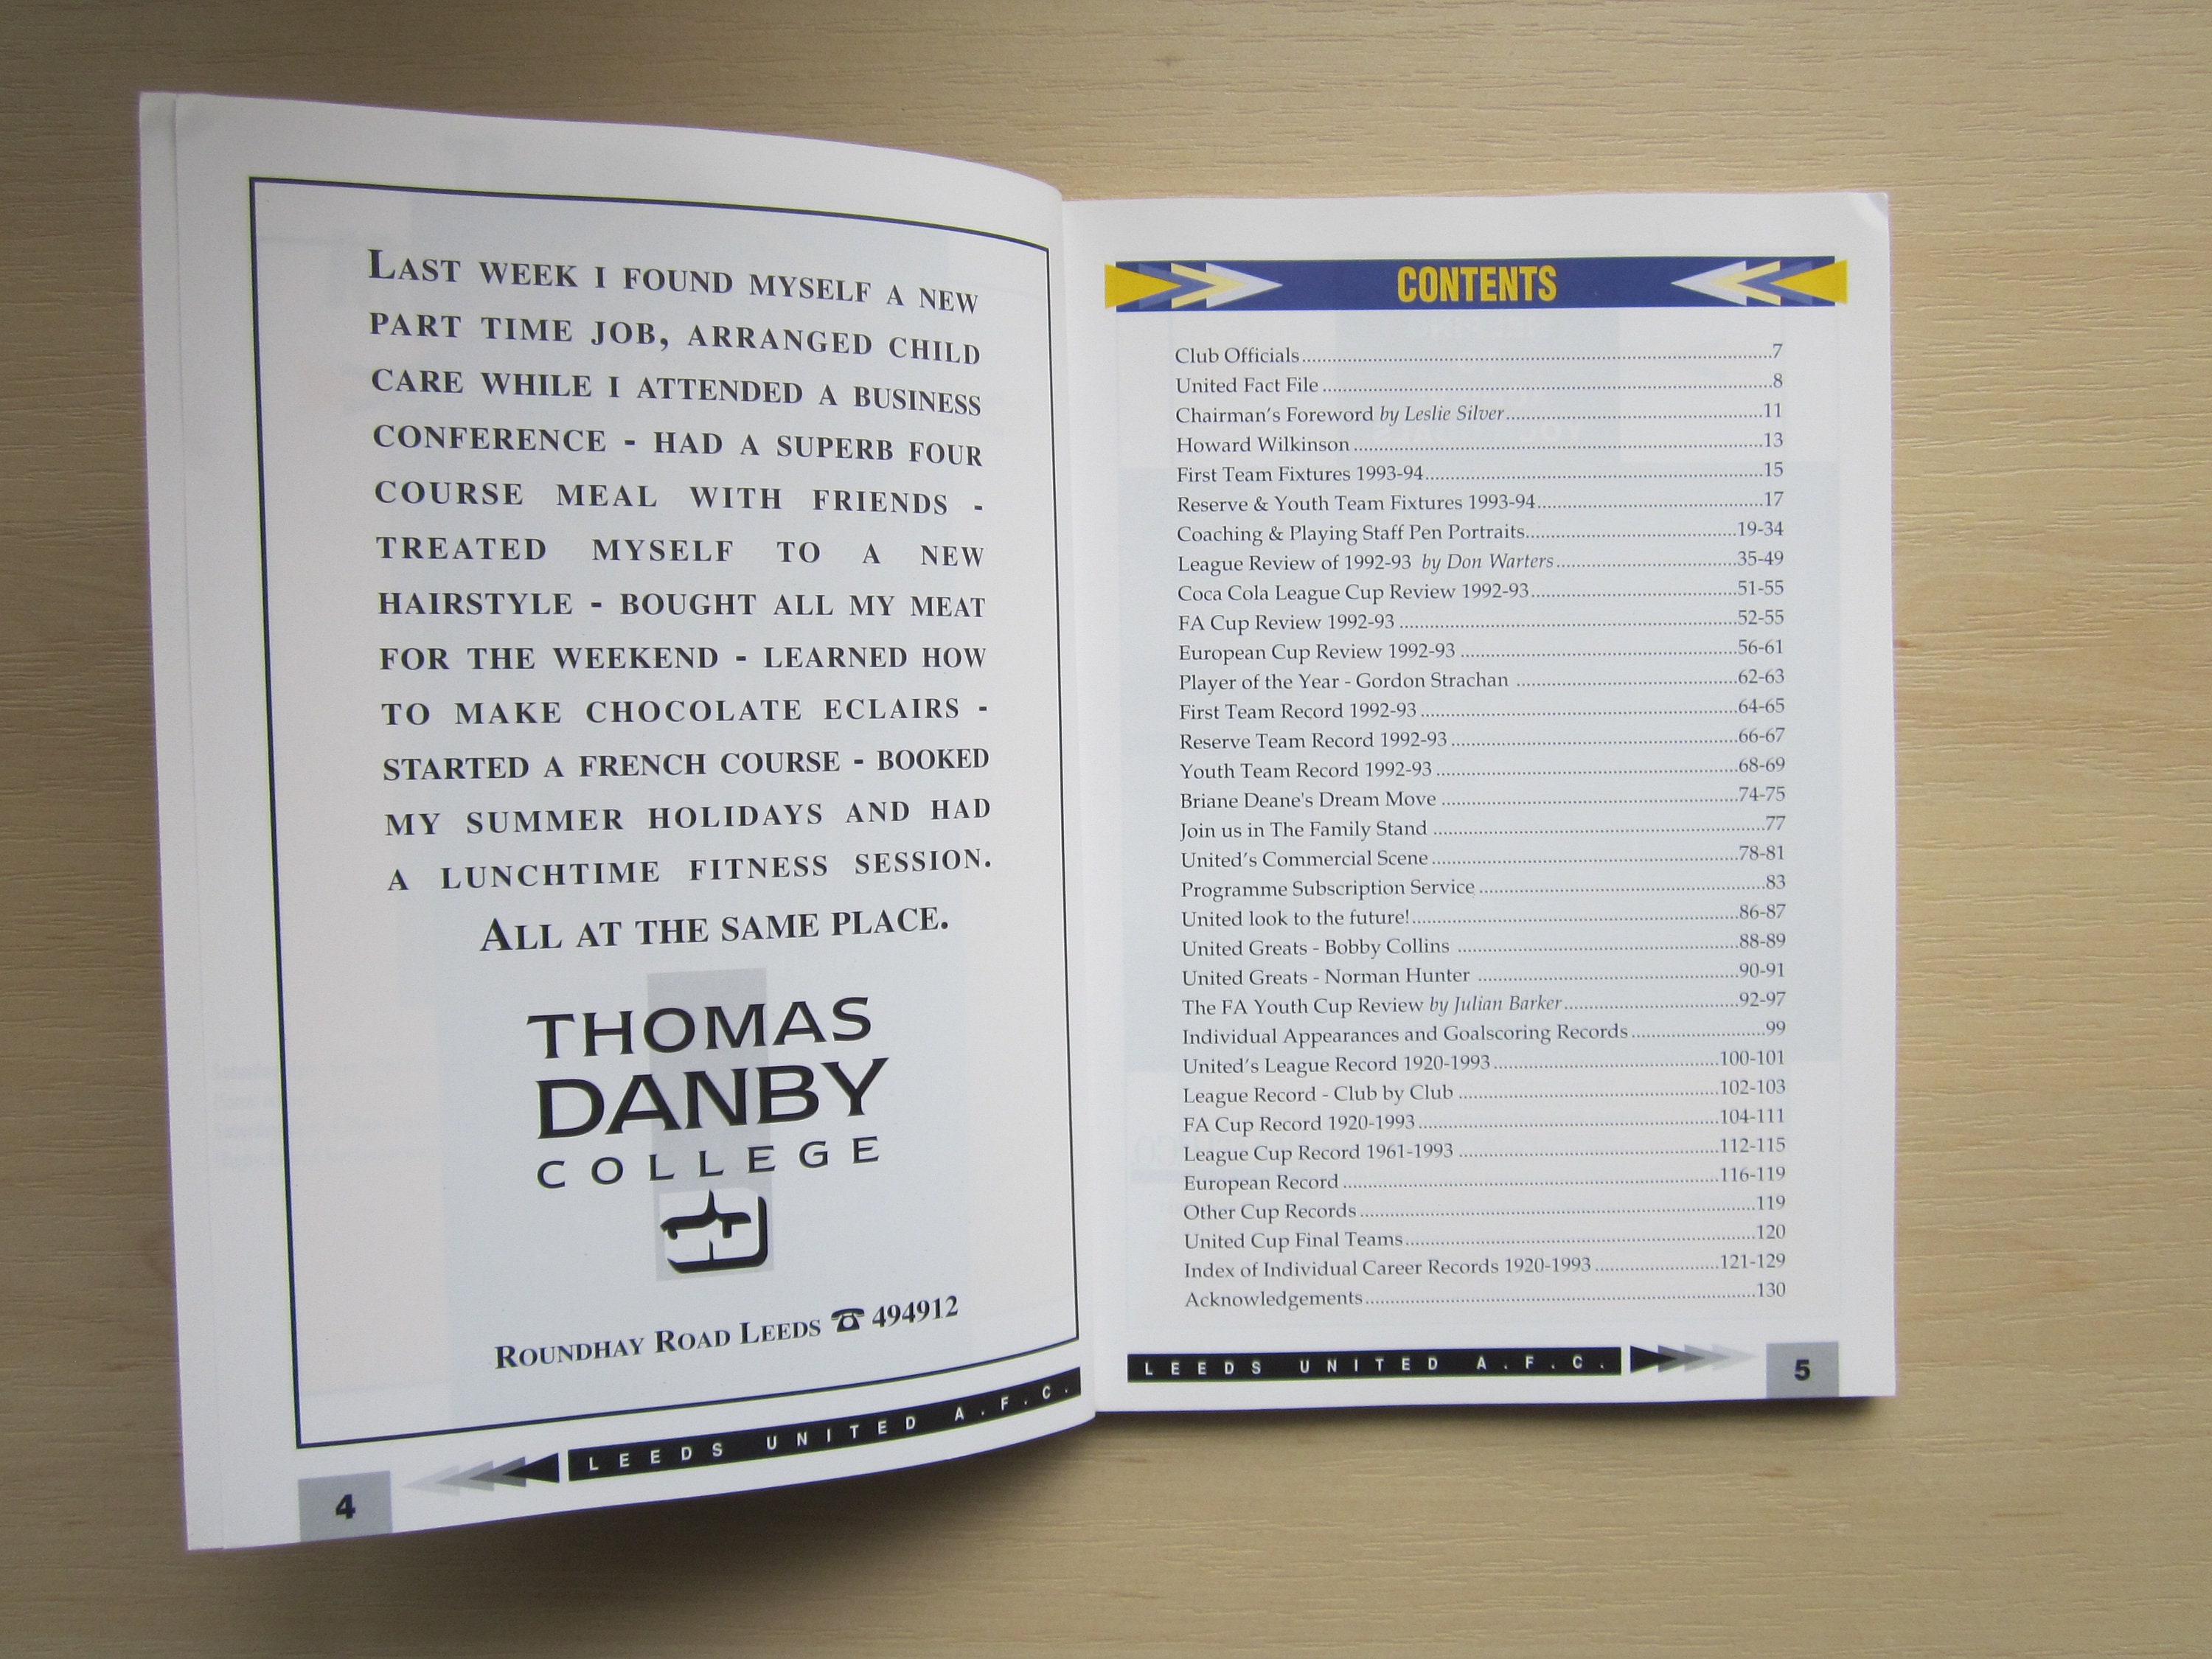 LAST WEEK I FOUND MYSELF A NEW
PART TIME JOB, ARRANGED CHILD
CARE WHILE I ATTENDED A BUSINESS
CONFERENCE - HAD A SUPERB FOUR
COURSE MEAL WITH FRIENDS -
TREATED MYSELF TO A NEW
HAIRSTYLE - BOUGHT ALL MY MEAT
FOR THE WEEKEND - LEARNED HOW
TO MAKE CHOCOLATE ECLAIRS -
STARTED A FRENCH COURSE - BOOKED
MY SUMMER HOLIDAYS AND HAD
A LUNCHTIME FITNESS SESSION.
ALL AT THE SAME PLACE.
THOMAS
DANBY
COLLEGE
ROUNDHAY ROAD LEEDS ☎ 494912
LEEDS UNITED A.F.C.
4
CONTENTS
Club Officials..........7
United Fact File..........8
Chairman's Foreword by Leslie Silver..........11
Howard Wilkinson..........13
First Team Fixtures 1993-94..........15
Reserve & Youth Team Fixtures 1993-94..........17
Coaching & Playing Staff Pen Portraits..........19-34
League Review of 1992-93 by Don Warters..........35-49
Coca Cola League Cup Review 1992-93..........51-55
FA Cup Review 1992-93..........52-55
European Cup Review 1992-93..........56-61
Player of the Year - Gordon Strachan..........62-63
First Team Record 1992-93..........64-65
Reserve Team Record 1992-93..........66-67
Youth Team Record 1992-93..........68-69
Briane Deane's Dream Move..........74-75
Join us in The Family Stand..........77
United's Commercial Scene..........78-81
Programme Subscription Service..........83
United look to the future!..........86-87
United Greats - Bobby Collins..........88-89
United Greats - Norman Hunter..........90-91
The FA Youth Cup Review by Julian Barker..........92-97
Individual Appearances and Goalscoring Records..........99
United's League Record 1920-1993..........100-101
League Record - Club by Club..........102-103
FA Cup Record 1920-1993..........104-111
League Cup Record 1961-1993..........112-115
European Record..........116-119
Other Cup Records..........119
United Cup Final Teams..........120
Index of Individual Career Records 1920-1993..........121-129
Acknowledgements..........130
LEEDS UNITED A.F.C.
5